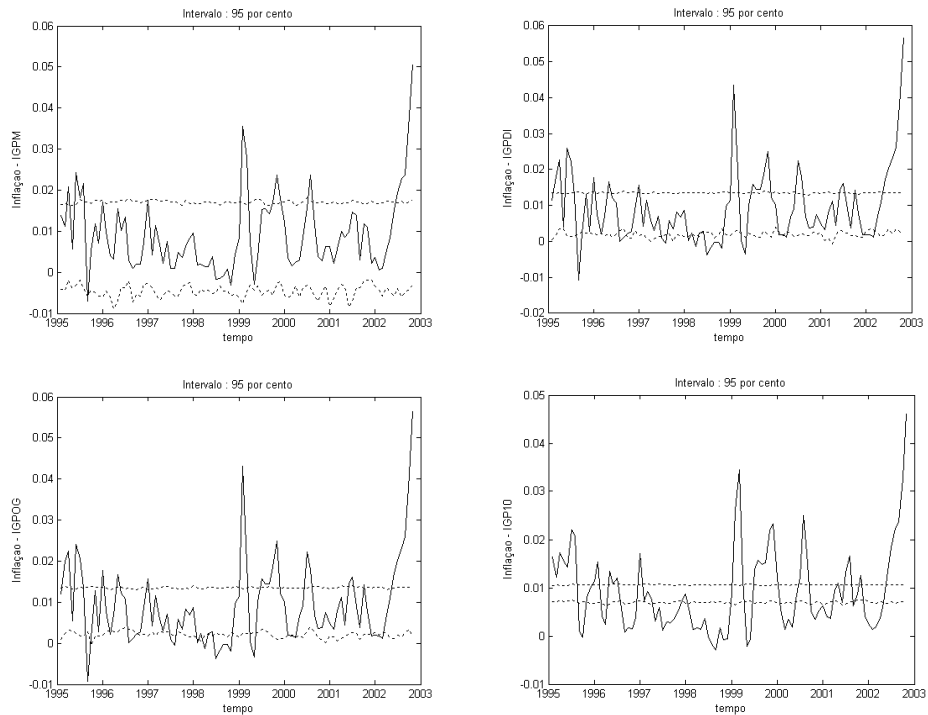 Intervalo : 95 por cento
0.06
0.05
0.04
0.03
0.02
0.01
0
-0.01
Inflaçao - IGPM
1995 1996 1997 1998 1999 2000 2001 2002 2003
tempo
Intervalo : 95 por cento
0.06
0.05
0.04
0.03
0.02
0.01
0
-0.01
-0.02
Inflaçao - IGPDI
1995 1996 1997 1998 1999 2000 2001 2002 2003
tempo
Intervalo : 95 por cento
0.06
0.05
0.04
0.03
0.02
0.01
0
-0.01
Inflaçao - IGPOG
1995 1996 1997 1998 1999 2000 2001 2002 2003
tempo
Intervalo : 95 por cento
0.05
0.04
0.03
0.02
0.01
0
-0.01
Inflaçao - IGP10
1995 1996 1997 1998 1999 2000 2001 2002 2003
tempo